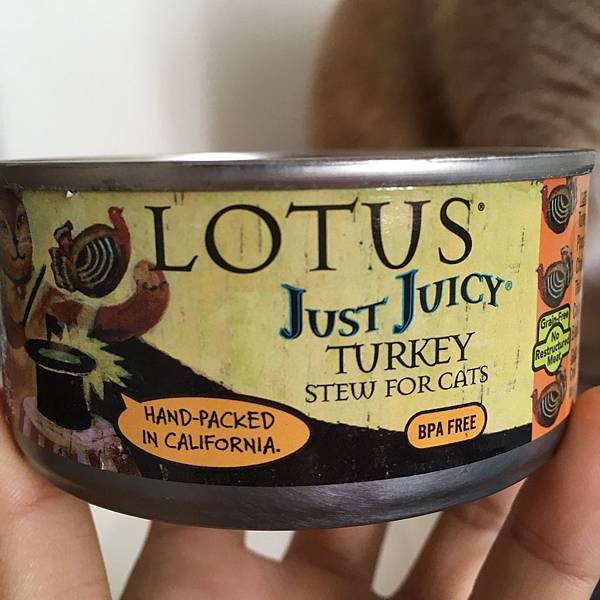 LOTUS®
JUST JUICY®
TURKEY
STEW FOR CATS
HAND-PACKED
IN CALIFORNIA.
BPA FREE
Grain-Free
No
Restructured
Meat